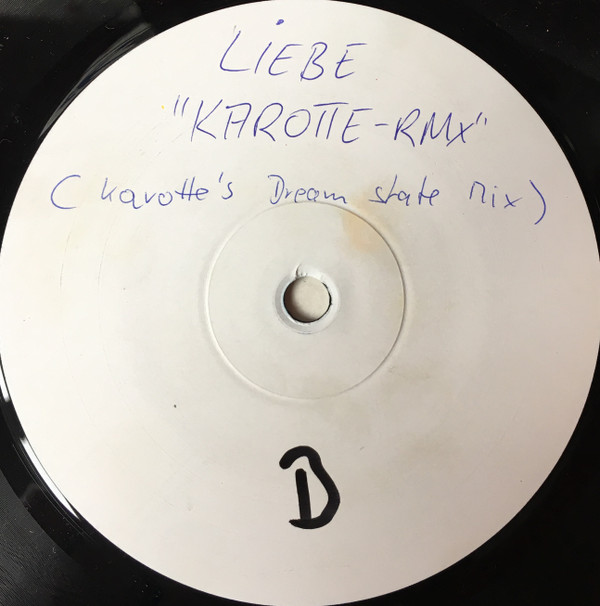 LiEBE
"KAROTTE-RMx"
( Karotte's Dream state Mix )
B